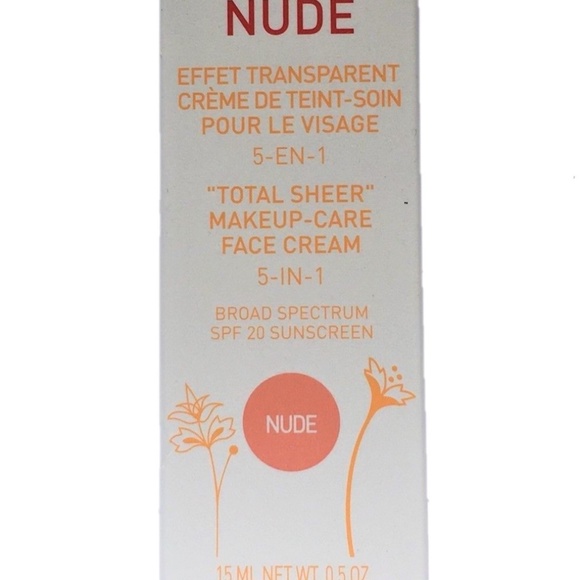 NUDE
EFFET TRANSPARENT
CRÈME DE TEINT-SOIN
POUR LE VISAGE
5-EN-1
"TOTAL SHEER"
MAKEUP-CARE
FACE CREAM
5-IN-1
BROAD SPECTRUM
SPF 20 SUNSCREEN
NUDE
15 ML NET WT. 0.5 OZ